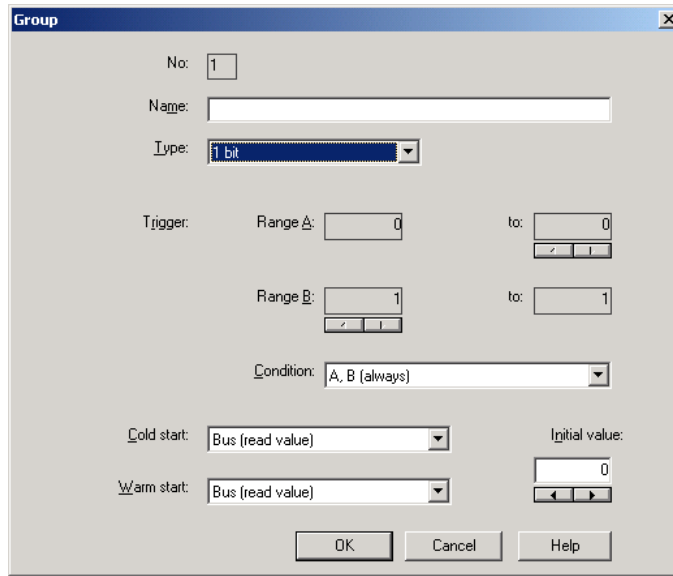 Group
No: 1
Name:
Type: 1 bit
Trigger: Range A: 0 to: 0
Range B: 1 to: 1
Condition: A, B (always)
Cold start: Bus (read value) Initial value:
0
Warm start: Bus (read value)
OK Cancel Help